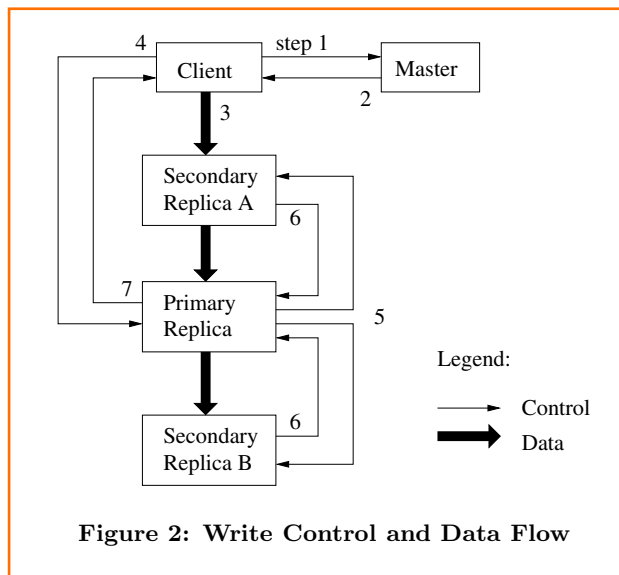 4
step 1
Client
Master
3
2
Secondary
Replica A
6
7
Primary
Replica
5
Legend:
Control
6
Secondary
Replica B
Data
Figure 2: Write Control and Data Flow